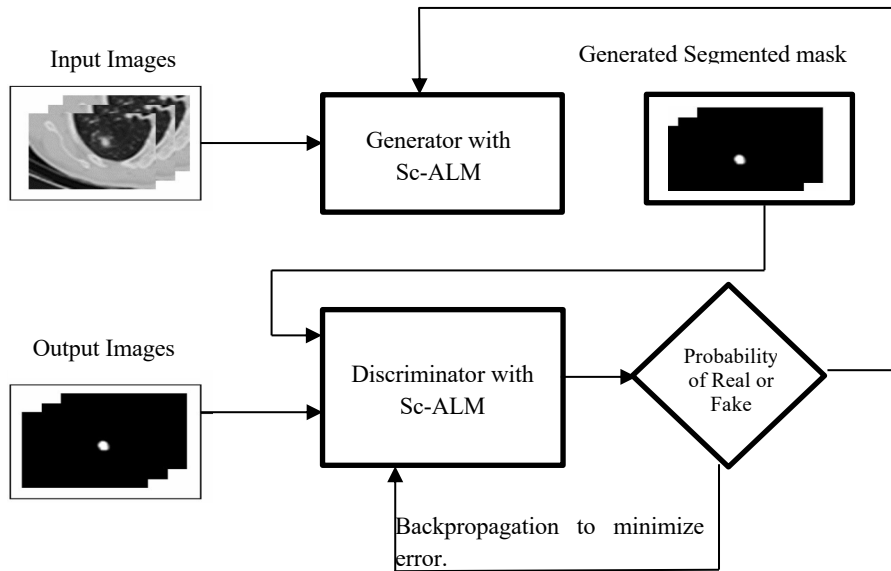 Input Images
Generated Segmented mask
Generator with
Sc-ALM
Output Images
Discriminator with
Sc-ALM
Probability
of Real or
Fake
Backpropagation to minimize
error.